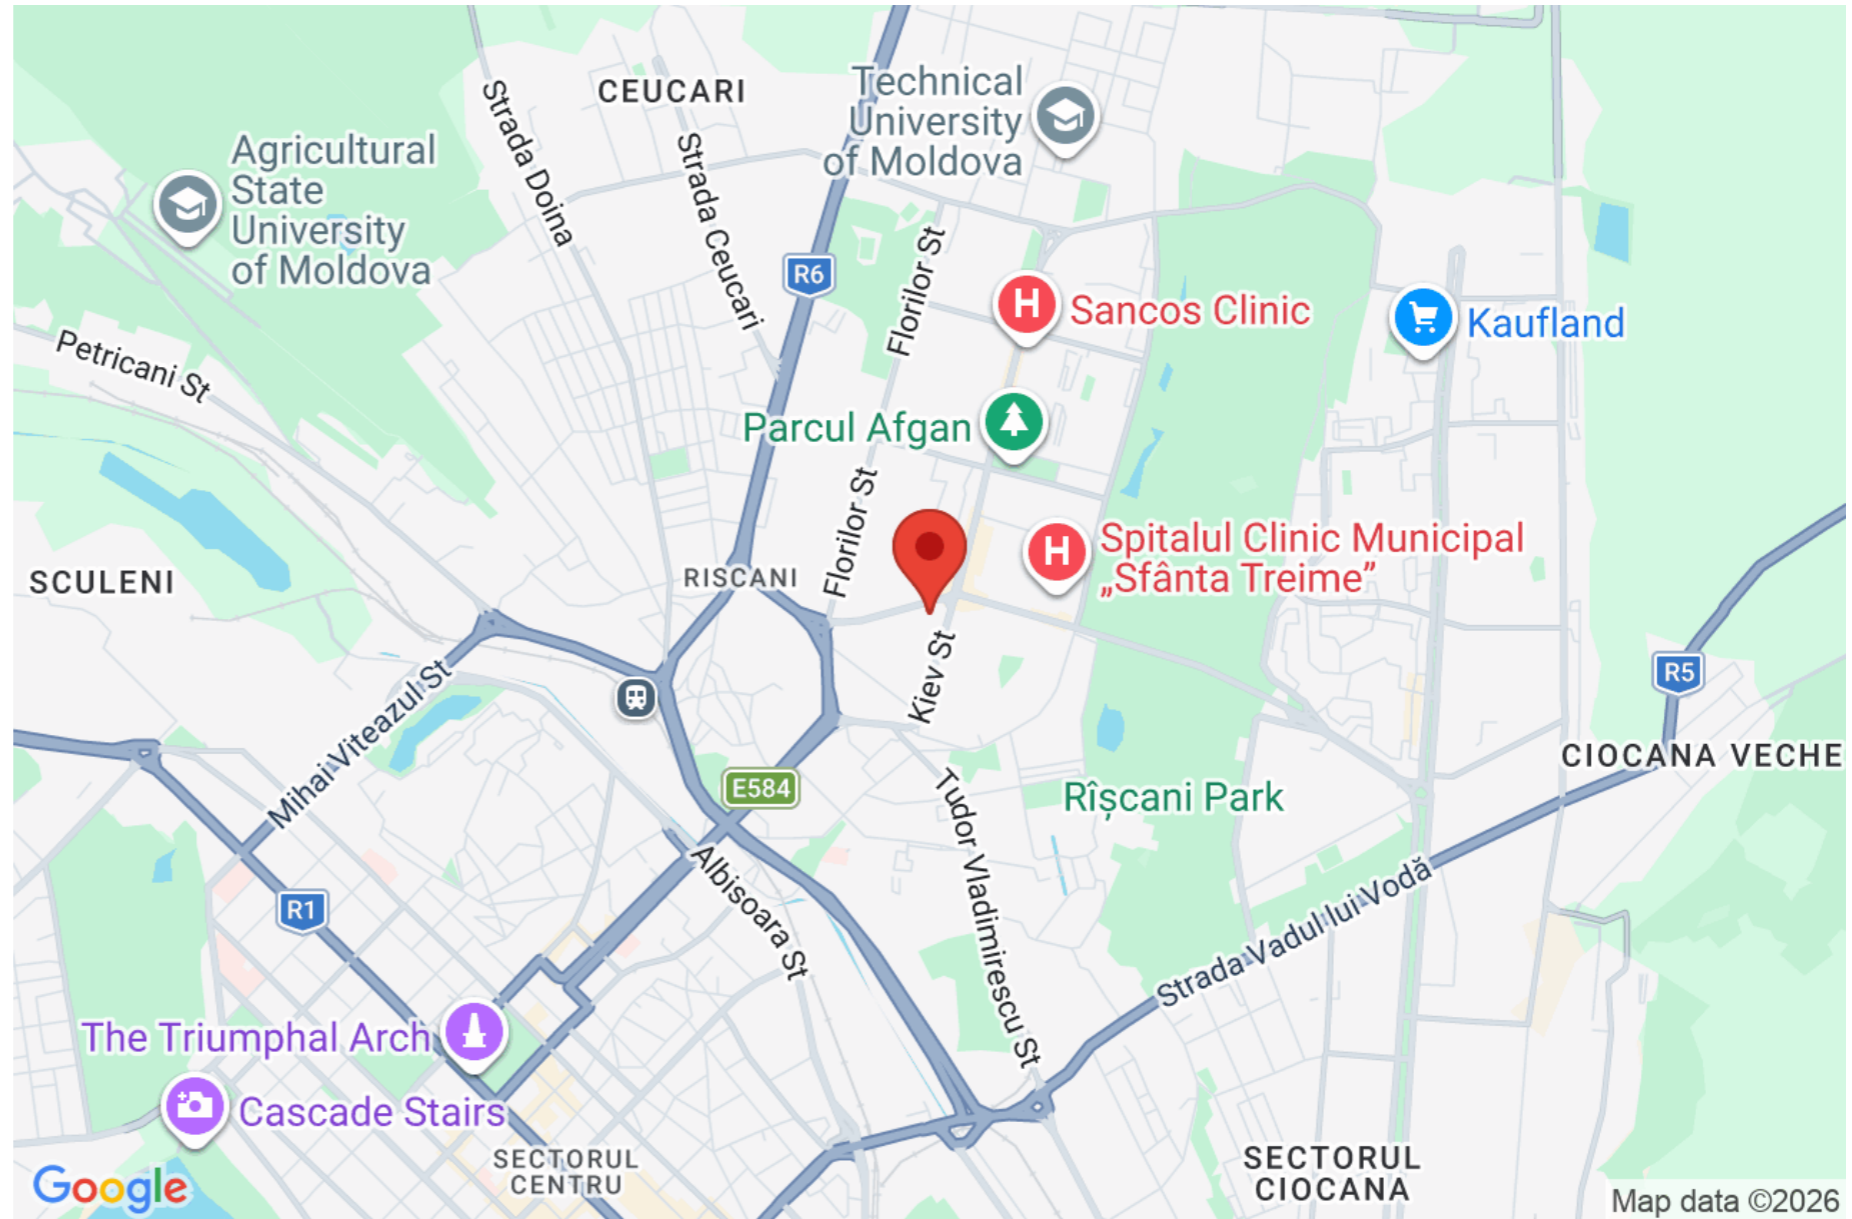 CEUCARI
Technical
University
of Moldova
Strada Doina
Strada Ceucari
Agricultural
State
University
of Moldova
R6
Florilor St
Sancos Clinic
Kaufland
Petricani St
Parcul Afgan
Florilor St
Spitalul Clinic Municipal
„Sfânta Treime”
SCULENI
RISCANI
Kiev St
R5
Mihai Viteazul St
CIOCANA VECHE
E584
Rîșcani Park
Tudor Vladimirescu St
Albisoara St
R1
Strada Vadul lui Vodă
The Triumphal Arch
Cascade Stairs
SECTORUL
CENTRU
SECTORUL
CIOCANA
Google
Map data ©2026